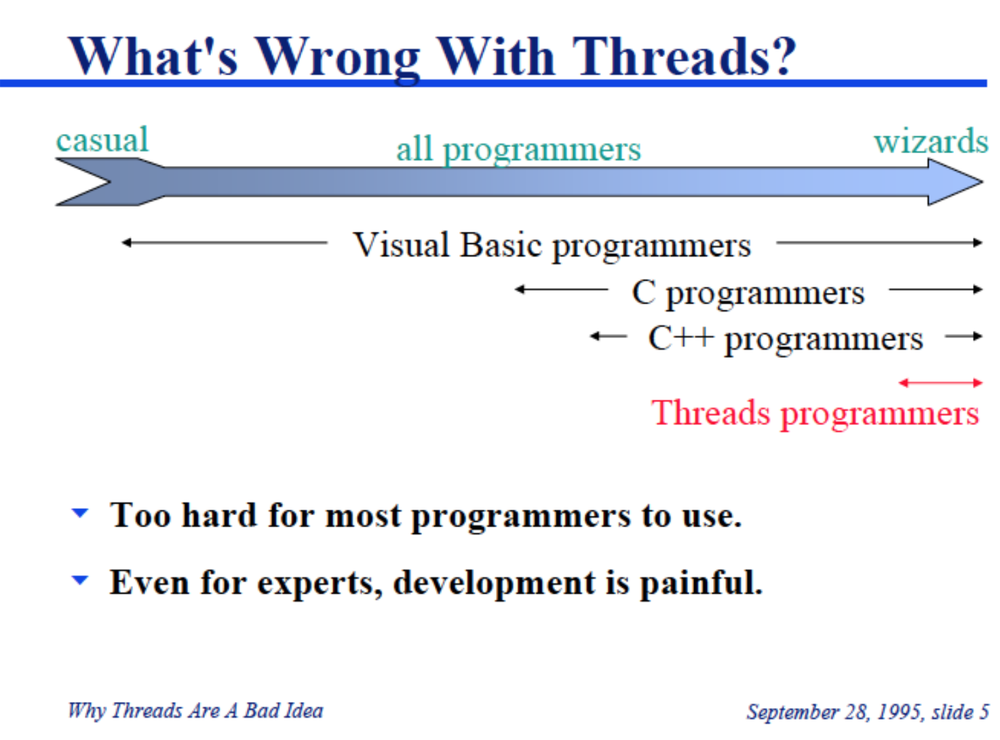 What's Wrong With Threads?
casual
all programmers
wizards
Visual Basic programmers
C programmers
C++ programmers
Threads programmers
Too hard for most programmers to use.
Even for experts, development is painful.
Why Threads Are A Bad Idea
September 28, 1995, slide 5